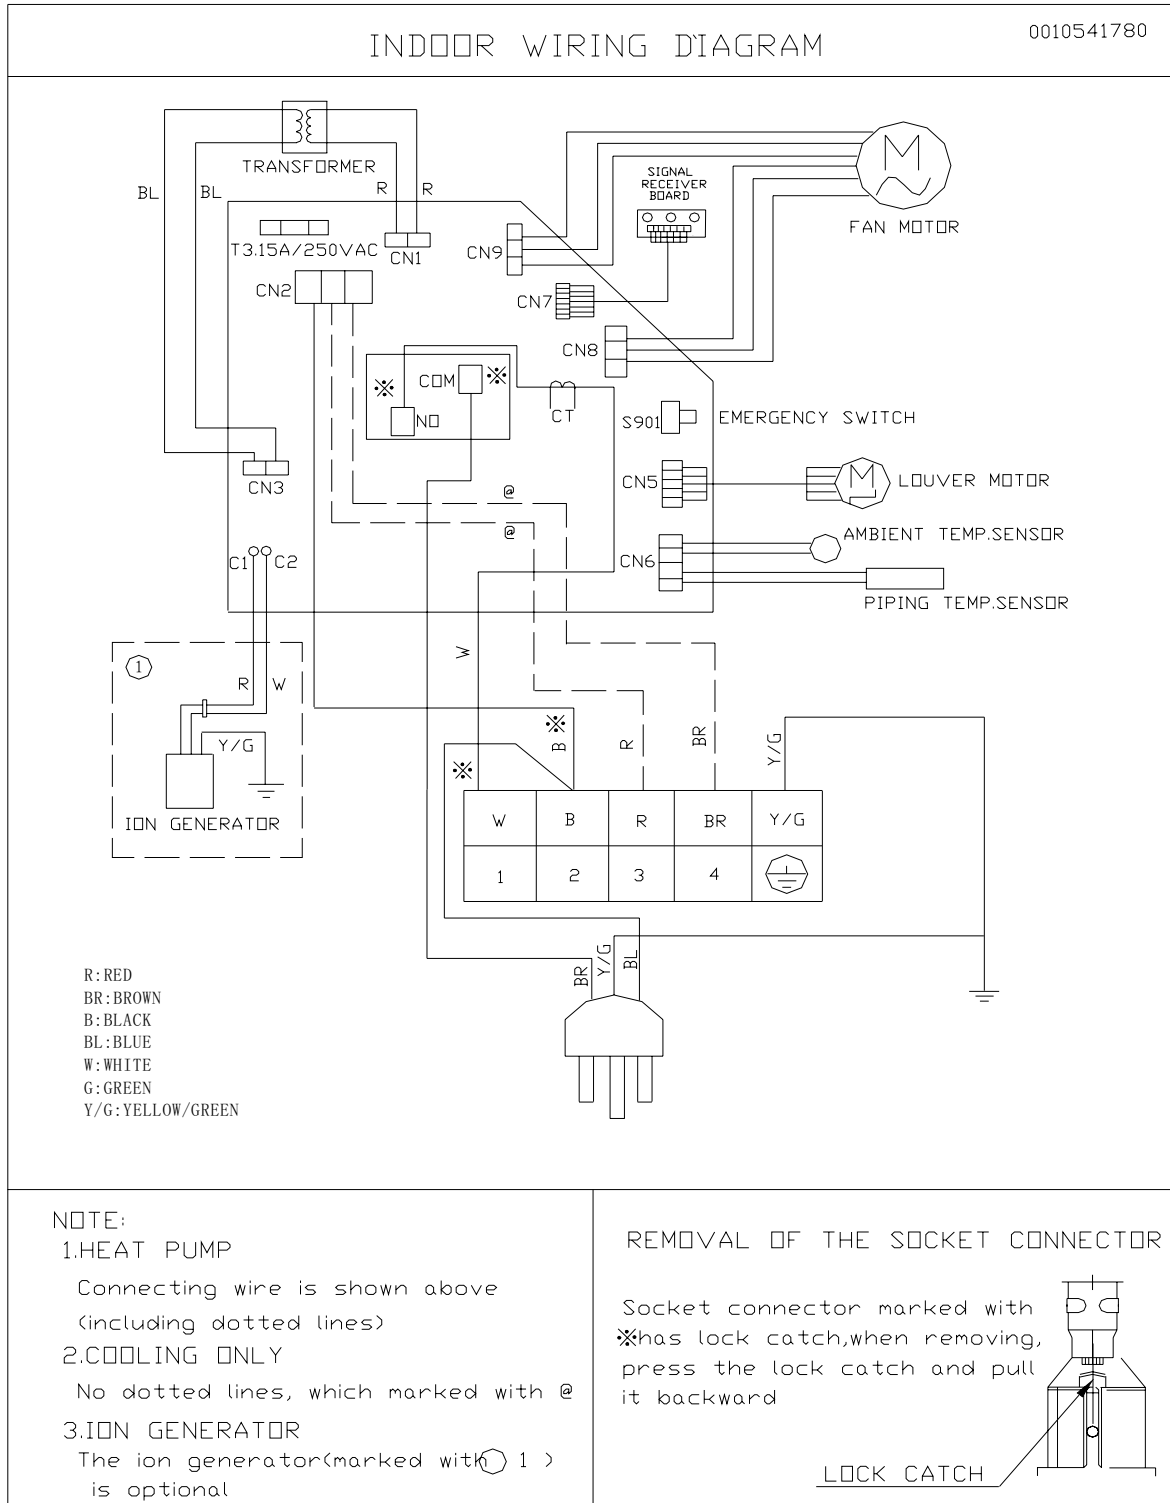 INDOOR WIRING DIAGRAM
0010541780
TRANSFORMER
BL
BL
R
R
T3.15A/250VAC
CN1
CN2
CN9
SIGNAL
RECEIVER
BOARD
M
FAN MOTOR
CN7
CN8
※
COM
※
NO
CT
S901
EMERGENCY SWITCH
CN3
CN5
M
LOUVER MOTOR
@
@
AMBIENT TEMP.SENSOR
CN6
PIPING TEMP.SENSOR
C1
C2
1
R
W
Y/G
ION GENERATOR
W
※
※
B
R
BR
Y/G
W B R BR Y/G
1 2 3 4
BR
Y/G
BL
R:RED
BR:BROWN
B:BLACK
BL:BLUE
W:WHITE
G:GREEN
Y/G:YELLOW/GREEN
NOTE:
1.HEAT PUMP
Connecting wire is shown above
(including dotted lines)
2.COOLING ONLY
No dotted lines, which marked with @
3.ION GENERATOR
The ion generator(marked with 1 )
is optional
REMOVAL OF THE SOCKET CONNECTOR
Socket connector marked with
※has lock catch,when removing,
press the lock catch and pull
it backward
LOCK CATCH